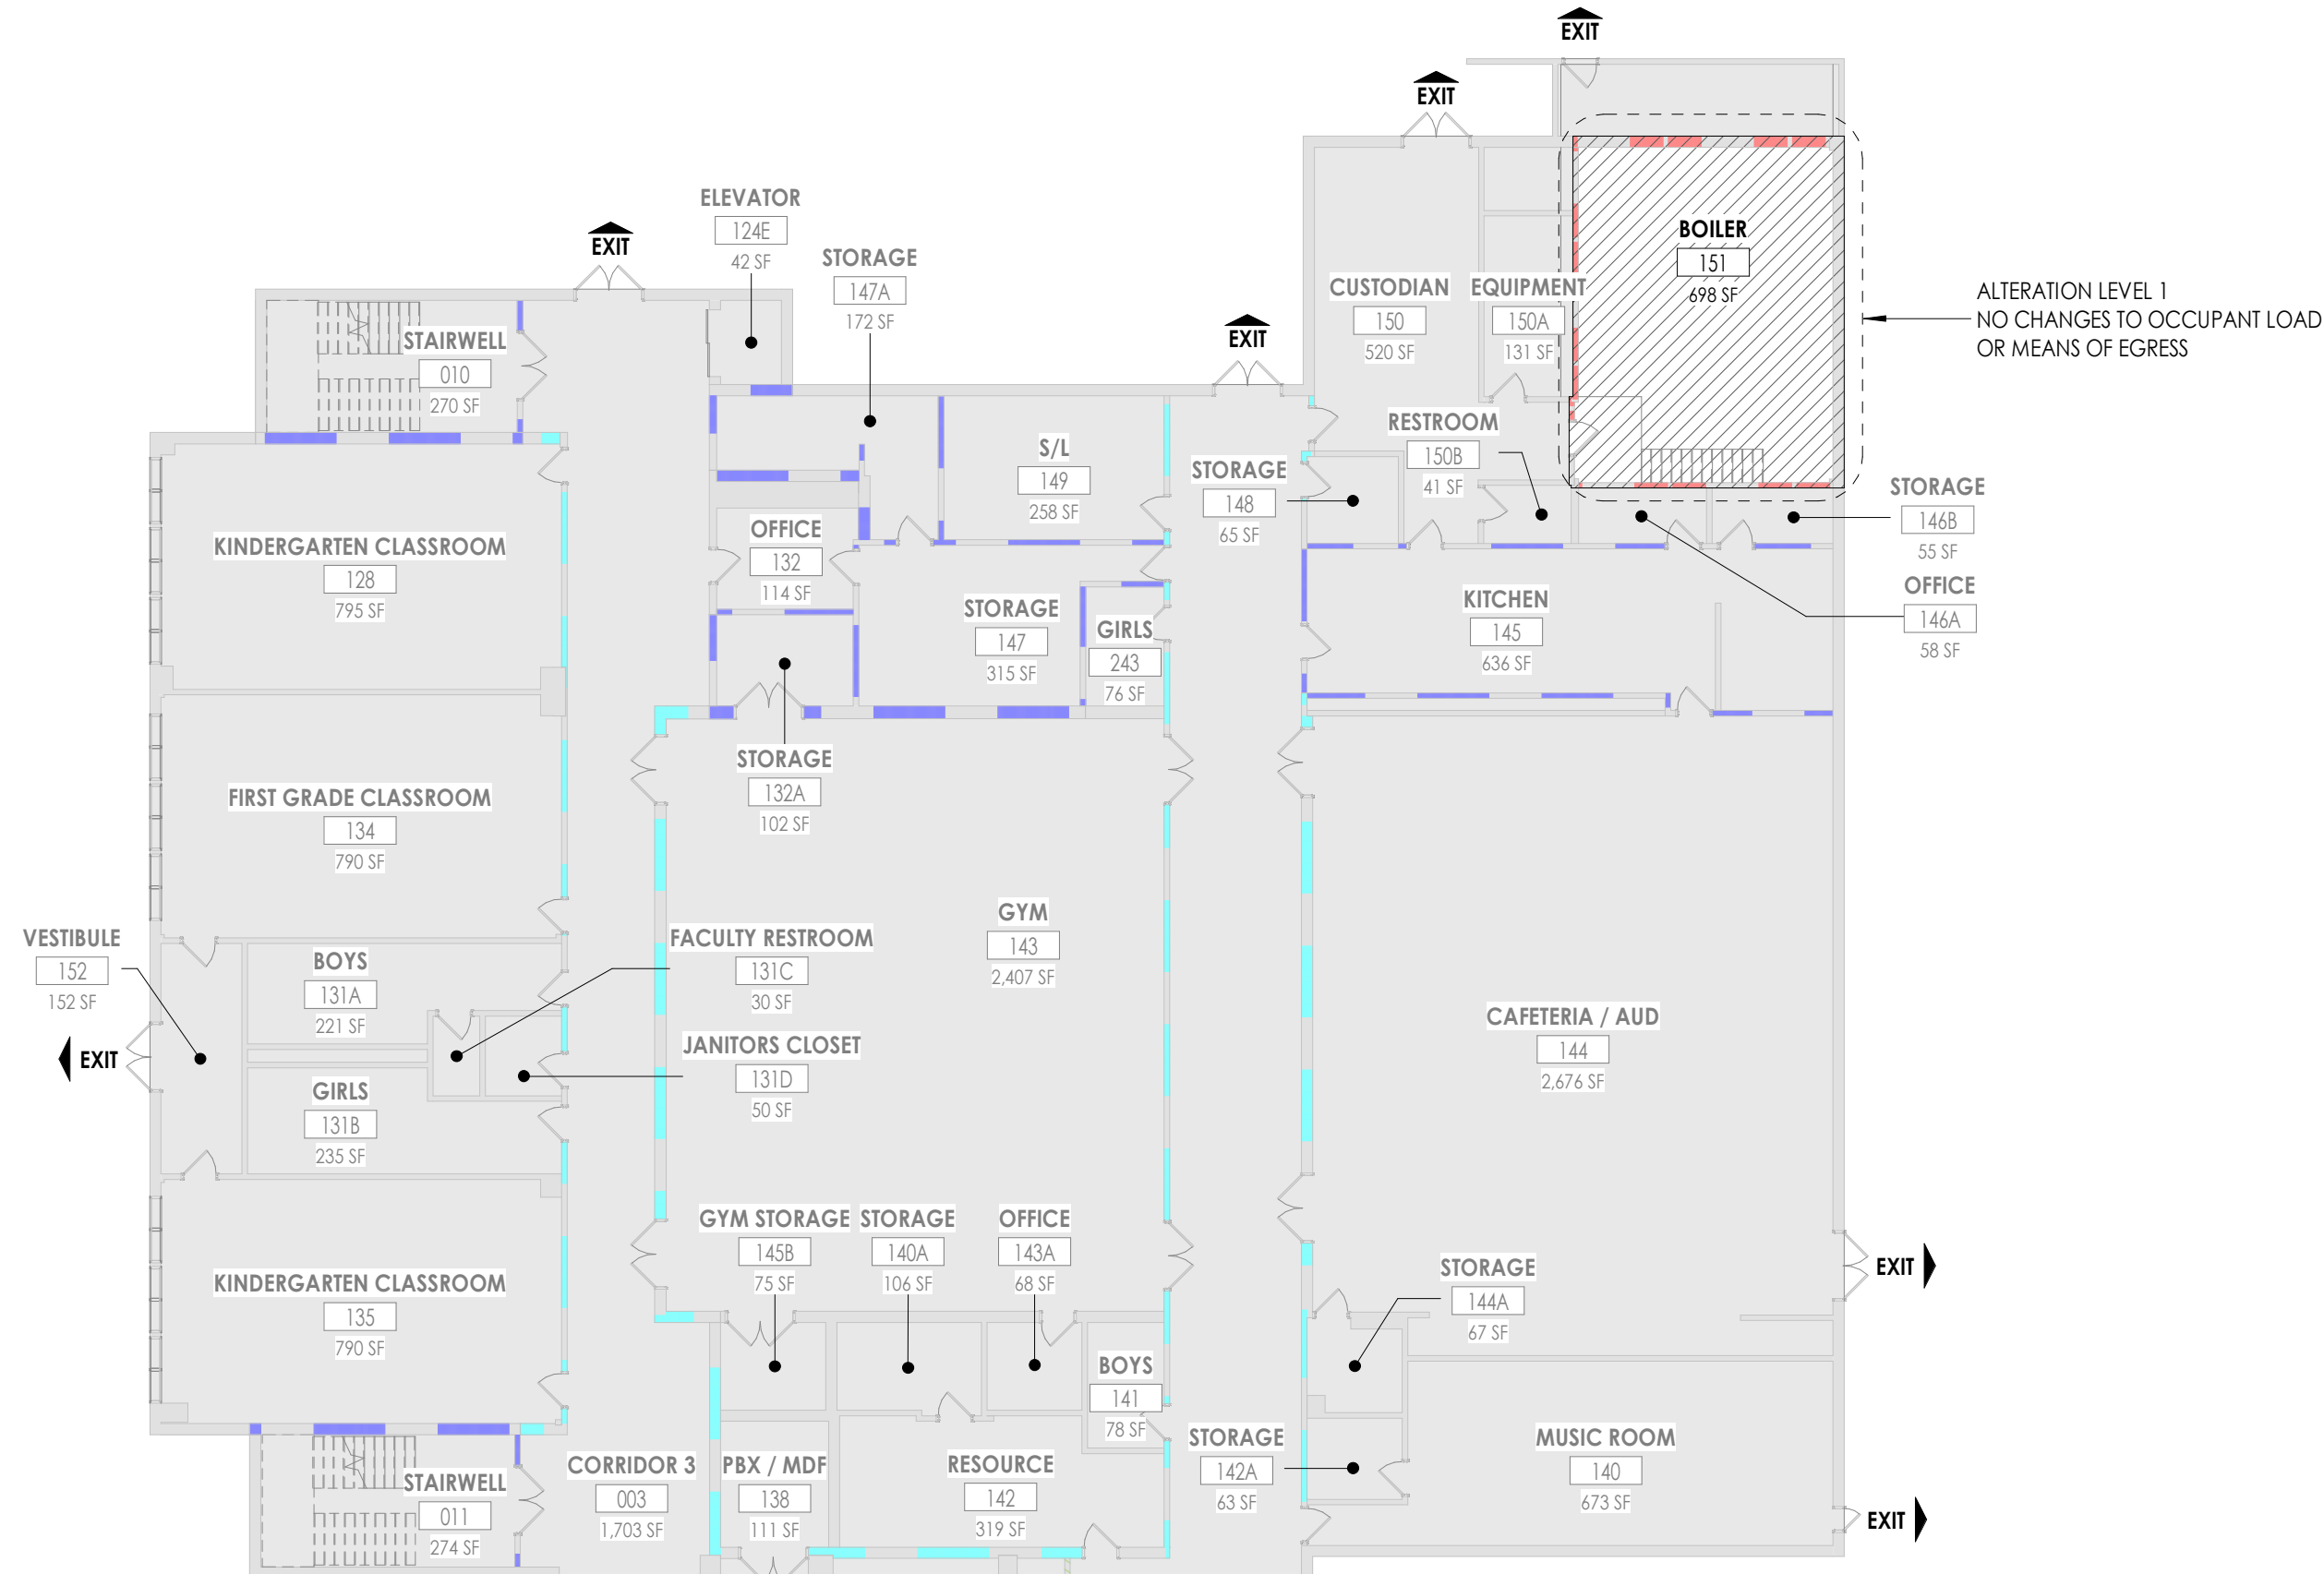 EXIT
EXIT
ELEVATOR
124E
42 SF
EXIT
STORAGE
147A
172 SF
BOILER
151
698 SF
CUSTODIAN
150
520 SF
EQUIPMENT
150A
131 SF
ALTERATION LEVEL 1
NO CHANGES TO OCCUPANT LOAD
OR MEANS OF EGRESS
STAIRWELL
010
270 SF
EXIT
S/L
149
258 SF
STORAGE
148
65 SF
RESTROOM
150B
41 SF
STORAGE
146B
55 SF
KINDERGARTEN CLASSROOM
128
795 SF
OFFICE
132
114 SF
STORAGE
147
315 SF
GIRLS
243
76 SF
KITCHEN
145
636 SF
OFFICE
146A
58 SF
FIRST GRADE CLASSROOM
134
790 SF
STORAGE
132A
102 SF
VESTIBULE
152
152 SF
BOYS
131A
221 SF
FACULTY RESTROOM
131C
30 SF
GYM
143
2,407 SF
CAFETERIA / AUD
144
2,676 SF
EXIT
GIRLS
131B
235 SF
JANITORS CLOSET
131D
50 SF
KINDERGARTEN CLASSROOM
135
790 SF
GYM STORAGE
145B
75 SF
STORAGE
140A
106 SF
OFFICE
143A
68 SF
STORAGE
144A
67 SF
EXIT
BOYS
141
78 SF
STAIRWELL
011
274 SF
CORRIDOR 3
003
1,703 SF
PBX / MDF
138
111 SF
RESOURCE
142
319 SF
STORAGE
142A
63 SF
MUSIC ROOM
140
673 SF
EXIT